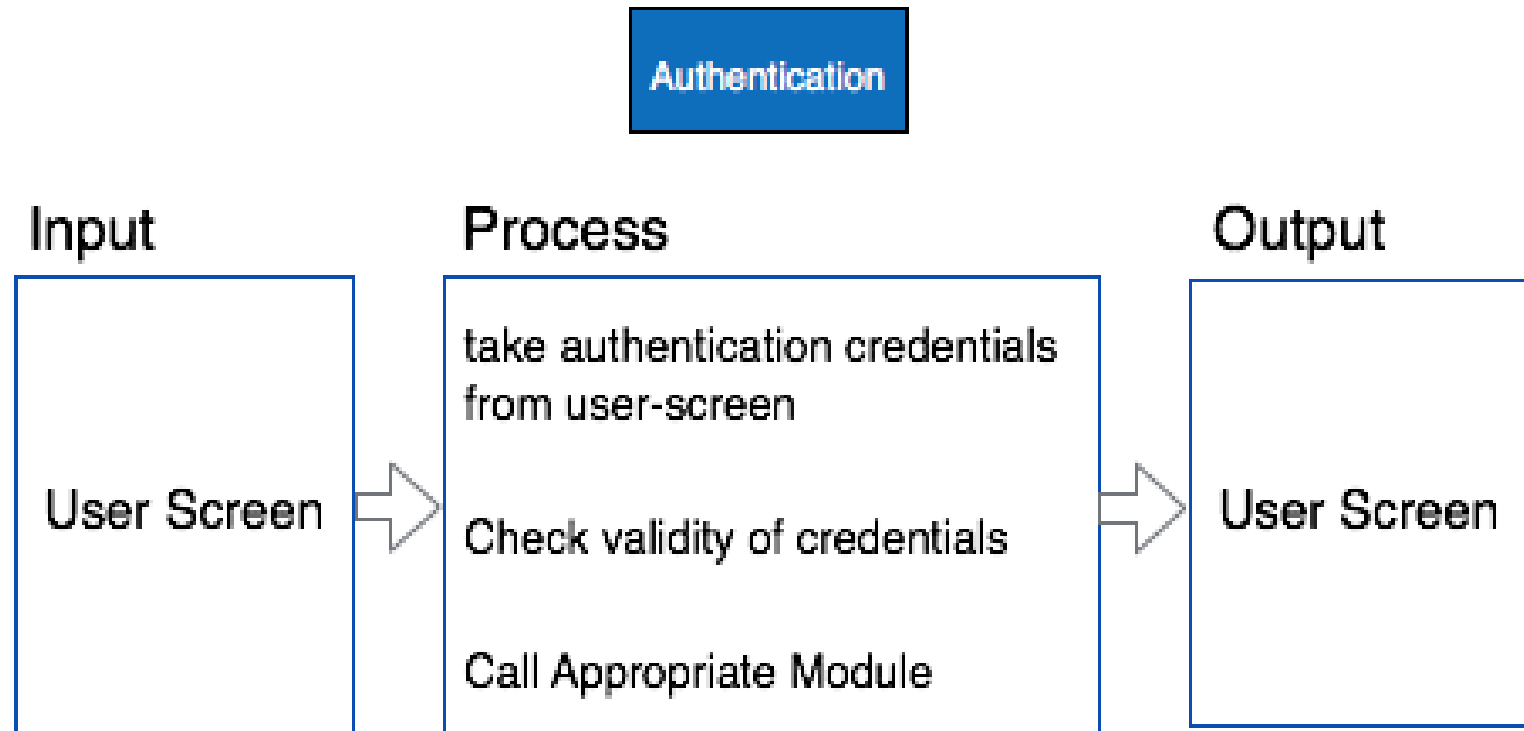 Authentication
Input
Process
Output
User Screen
take authentication credentials
from user-screen
Check validity of credentials
Call Appropriate Module
User Screen